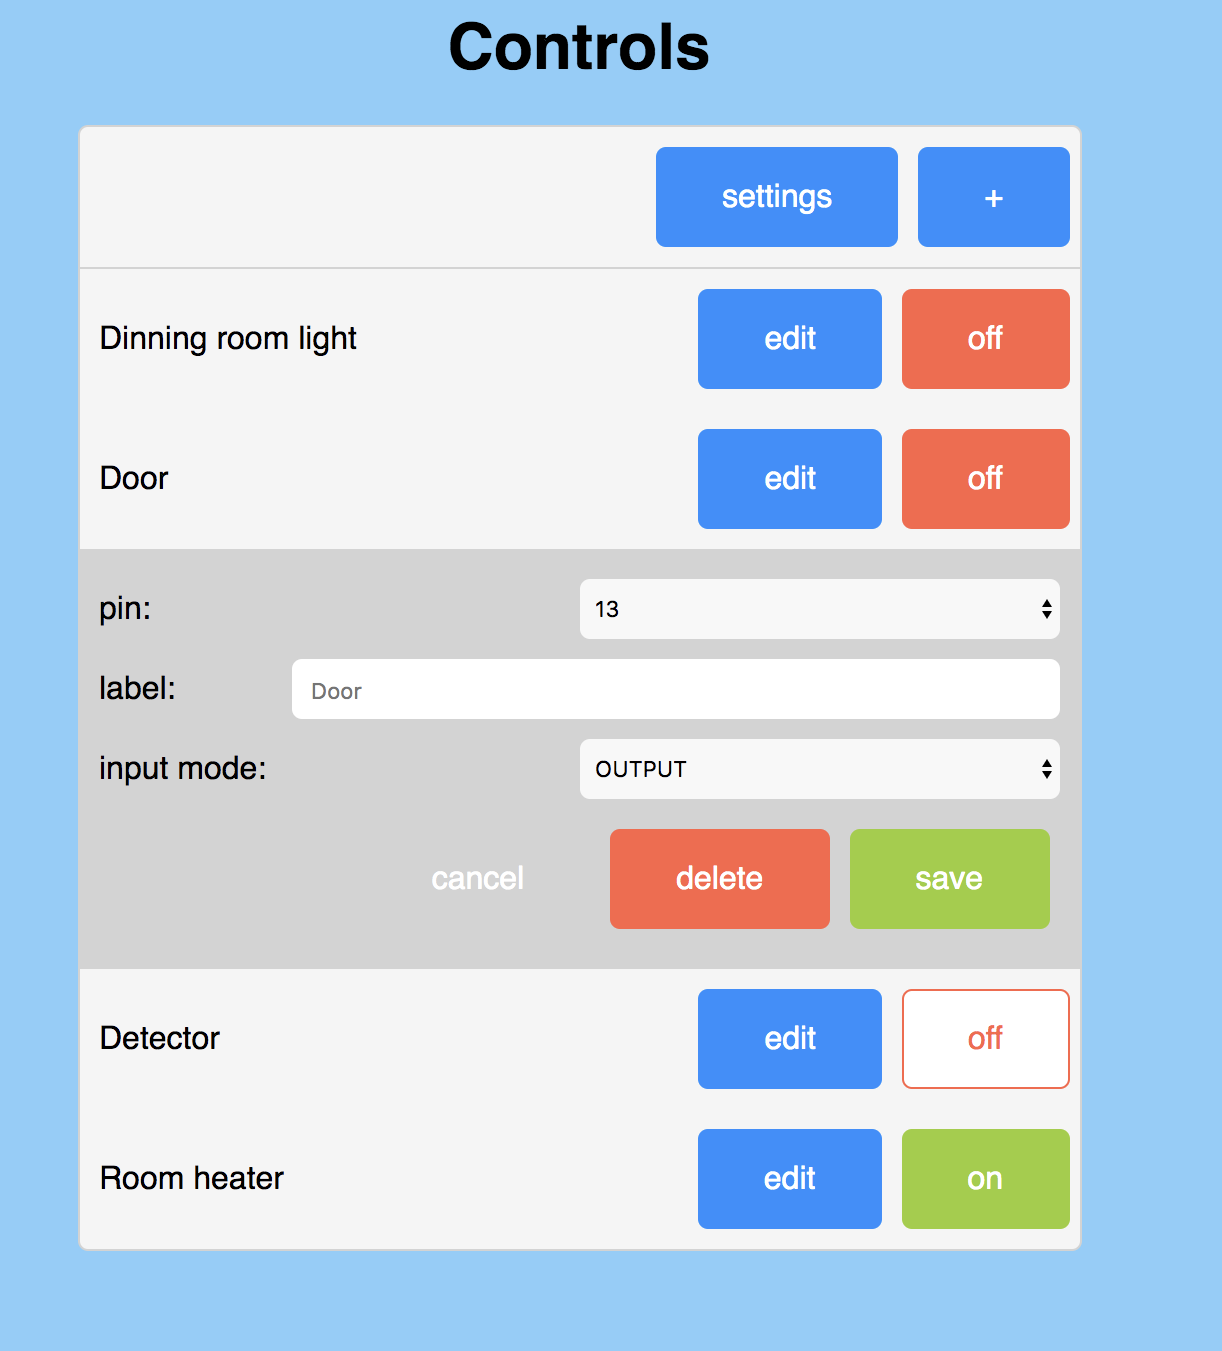 Controls
settings +
Dinning room light edit off
Door edit off
pin: 13
label: Door
input mode: OUTPUT
cancel delete save
Detector edit off
Room heater edit on